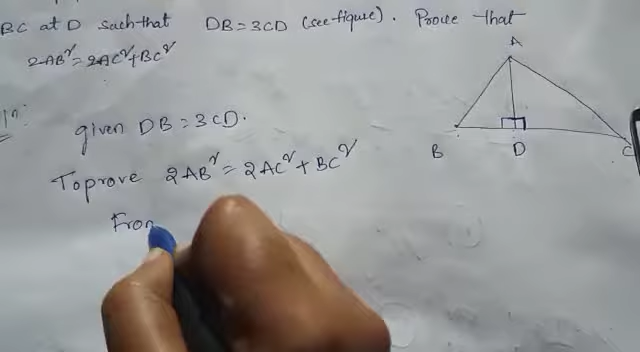 BC at D such that DB = 3CD (see figure). Prove that
2AB² = 2AC² + BC²
A
B D C
given DB = 3CD.
To prove 2AB² = 2AC² + BC²
From